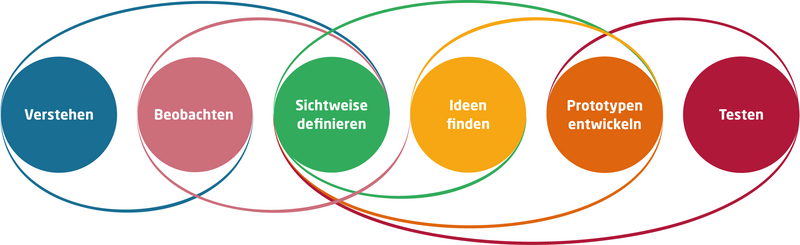 Verstehen
Beobachten
Sichtweise
definieren
Ideen
finden
Prototypen
entwickeln
Testen